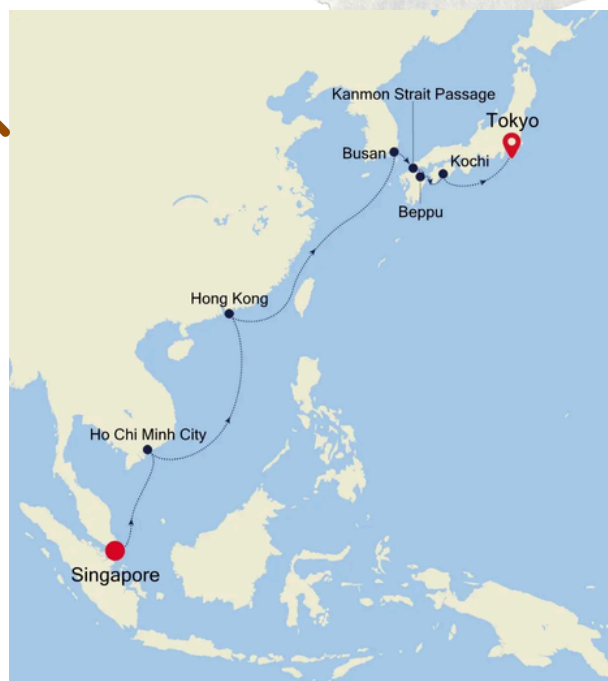 Kanmon Strait Passage
Tokyo
Busan
Kochi
Beppu
Hong Kong
Ho Chi Minh City
Singapore